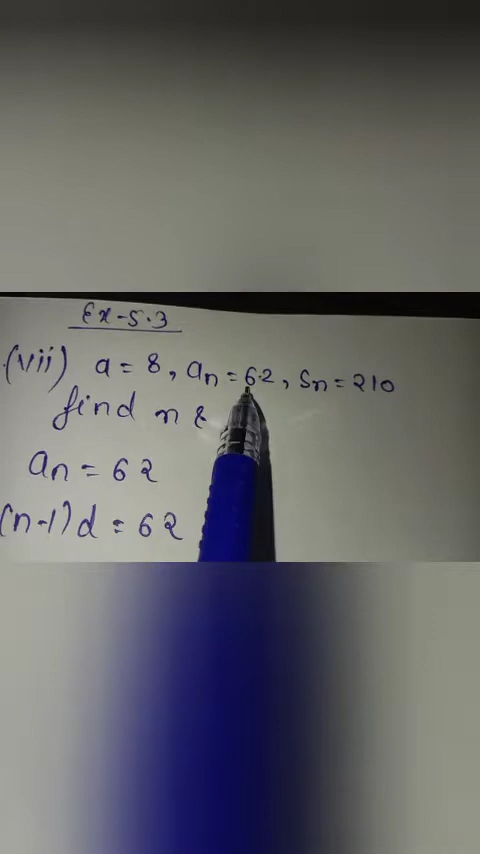 Ex-5.3
(vii) a = 8, an = 62, Sn = 210
find n &
an = 62
(n-1)d = 62